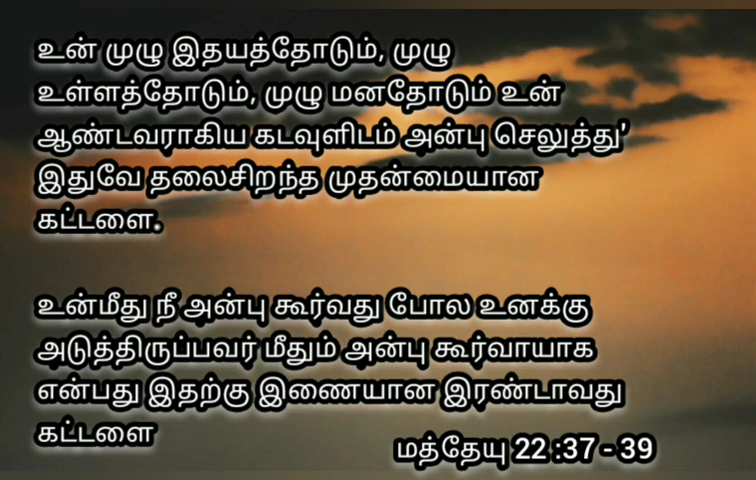 உன் முழு இதயத்தோடும், முழு
உள்ளத்தோடும், முழு மனதோடும் உன்
ஆண்டவராகிய கடவுளிடம் அன்பு செலுத்து'
இதுவே தலைசிறந்த முதன்மையான
கட்டளை.
உன்மீது நீ அன்பு கூர்வது போல உனக்கு
அடுத்திருப்பவர் மீதும் அன்பு கூர்வாயாக
என்பது இதற்கு இணையான இரண்டாவது
கட்டளை
மத்தேயு 22 :37 - 39